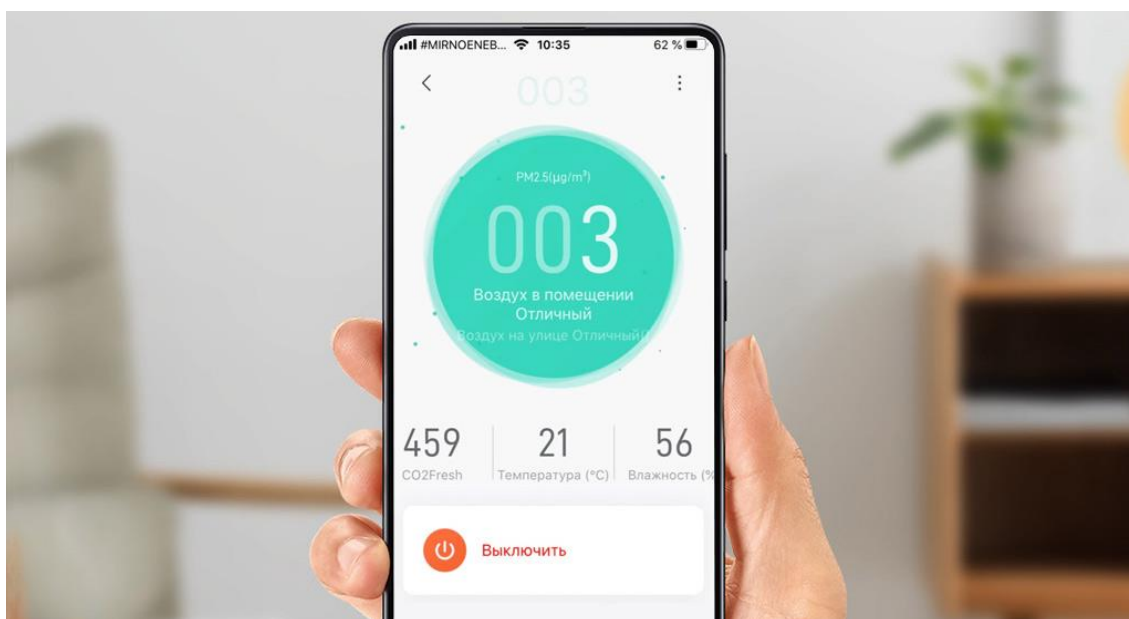 #MIRNOENEB... 10:35 62 %
003
PM2.5(µg/m³)
003
Воздух в помещении
Отличный
Воздух на улице Отличный(
459 21 56
CO2Fresh Температура (°C) Влажность (%
Выключить